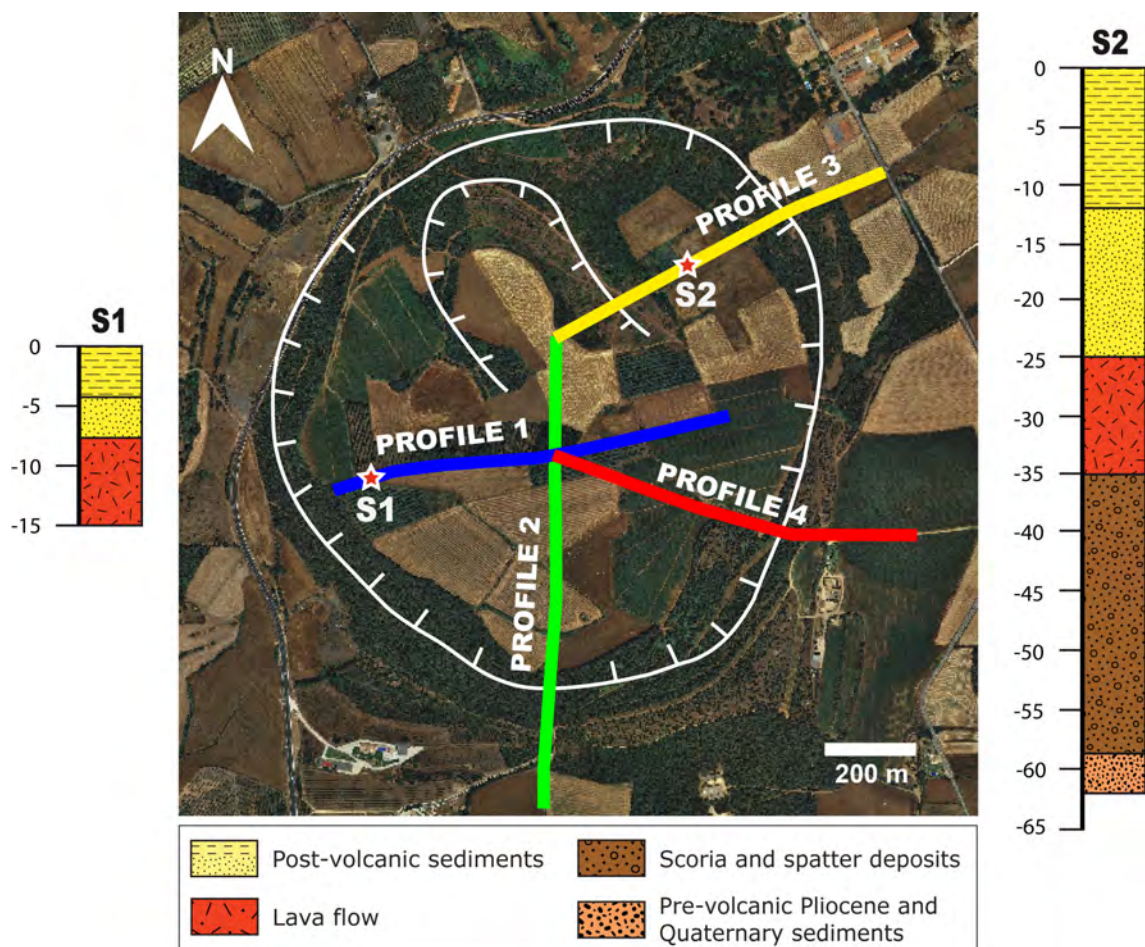 N
S1
0
-5
-10
-15
S2
0
-5
-10
-15
-20
-25
-30
-35
-40
-45
-50
-55
-60
-65
PROFILE 3
S2
PROFILE 1
S1
PROFILE 2
PROFILE 4
200 m
Post-volcanic sediments
Scoria and spatter deposits
Lava flow
Pre-volcanic Pliocene and
Quaternary sediments